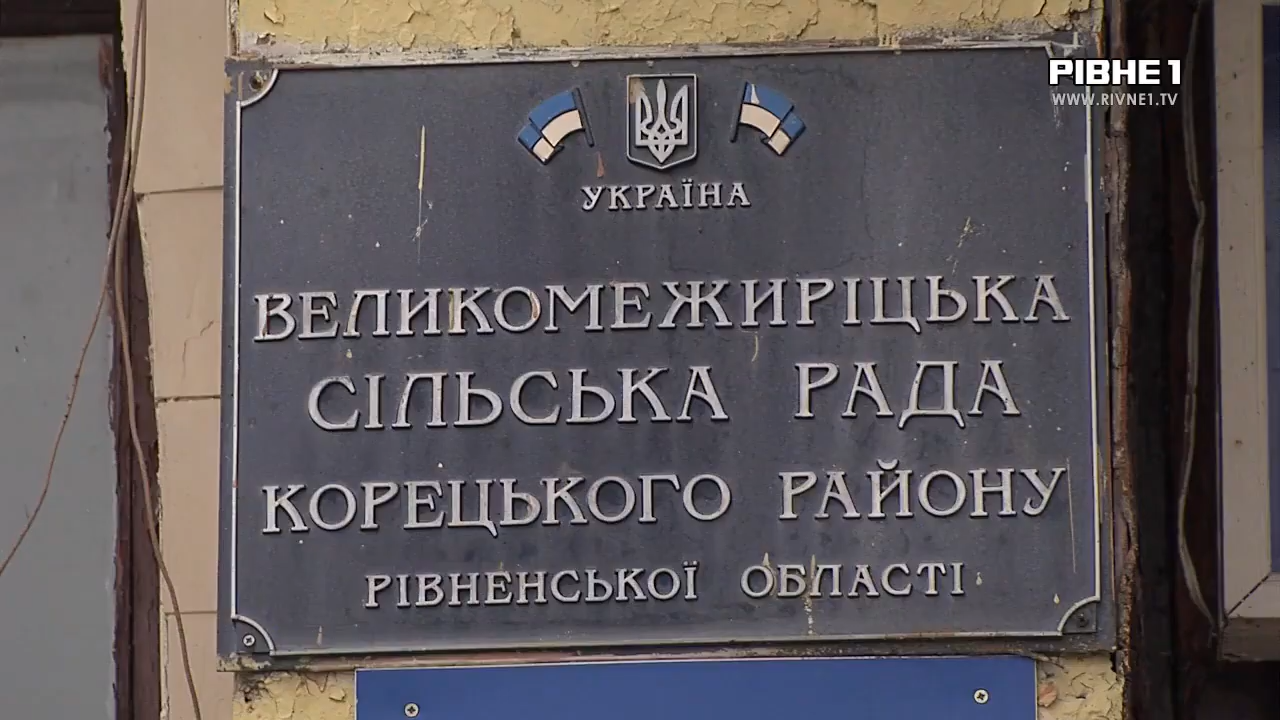 РІВНЕ 1
WWW.RIVNE1.TV
УКРАЇНА
ВЕЛИКОМЕЖИРІЦЬКА
СІЛЬСЬКА РАДА
КОРЕЦЬКОГО РАЙОНУ
РІВНЕНСЬКОЇ ОБЛАСТІ